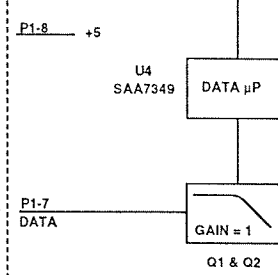 P1-8
+5
U4
SAA7349
DATA µP
P1-7
DATA
GAIN = 1
Q1 & Q2